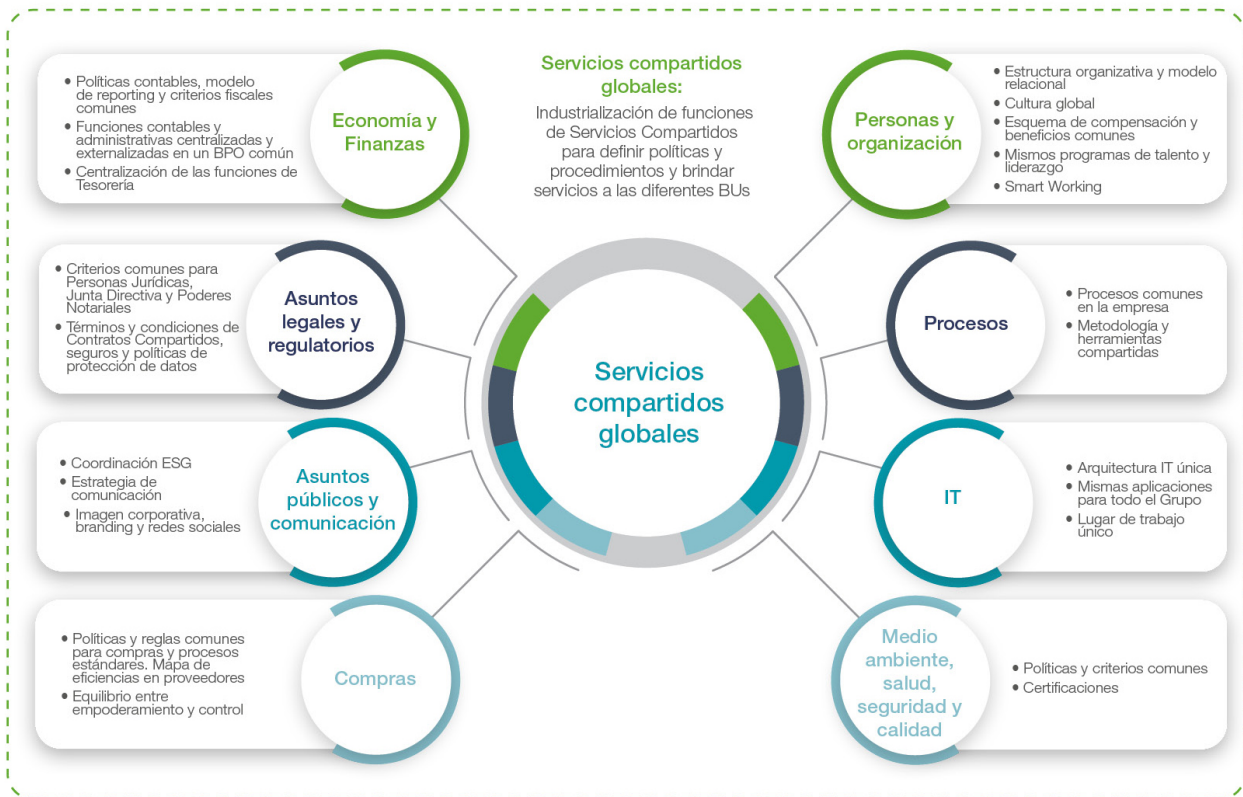 Servicios compartidos
globales:
Industrialización de funciones
de Servicios Compartidos
para definir políticas y
procedimientos y brindar
servicios a las diferentes BUs
Servicios
compartidos
globales
• Políticas contables, modelo
de reporting y criterios fiscales
comunes
• Funciones contables y
administrativas centralizadas y
externalizadas en un BPO común
• Centralización de las funciones de
Tesorería
Economía y
Finanzas
• Criterios comunes para
Personas Jurídicas,
Junta Directiva y Poderes
Notariales
• Términos y condiciones de
Contratos Compartidos,
seguros y políticas de
protección de datos
Asuntos
legales y
regulatorios
• Coordinación ESG
• Estrategia de
comunicación
• Imagen corporativa,
branding y redes sociales
Asuntos
públicos y
comunicación
• Políticas y reglas comunes
para compras y procesos
estándares. Mapa de
eficiencias en proveedores
• Equilibrio entre
empoderamiento y control
Compras
Personas y
organización
• Estructura organizativa y modelo
relacional
• Cultura global
• Esquema de compensación y
beneficios comunes
• Mismos programas de talento y
liderazgo
• Smart Working
Procesos
• Procesos comunes
en la empresa
• Metodología y
herramientas
compartidas
IT
• Arquitectura IT única
• Mismas aplicaciones
para todo el Grupo
• Lugar de trabajo
único
Medio
ambiente,
salud,
seguridad y
calidad
• Políticas y criterios comunes
• Certificaciones